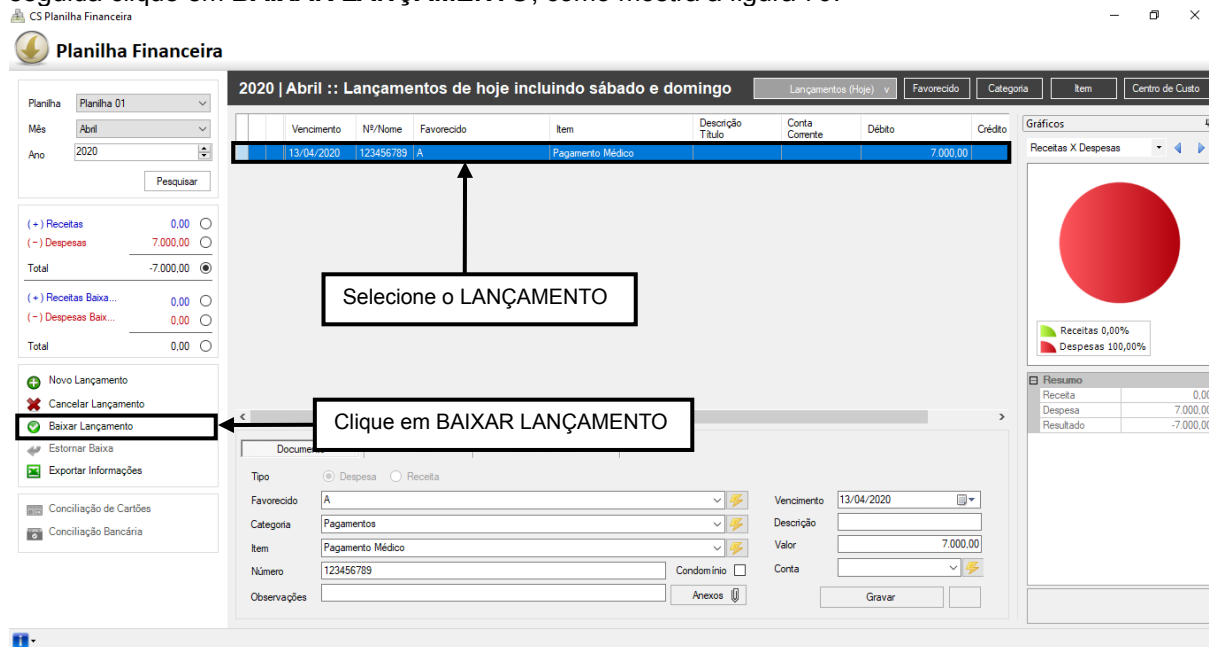 CS Planilha Financeira
Planilha Financeira
Planilha Planilha 01
Mês Abril
Ano 2020
Pesquisar
(+) Receitas 0,00
(-) Despesas 7.000,00
Total -7.000,00
(+) Receitas Baixa... 0,00
(-) Despesas Baix... 0,00
Total 0,00
Novo Lançamento
Cancelar Lançamento
Baixar Lançamento
Estornar Baixa
Exportar Informações
Conciliação de Cartões
Conciliação Bancária
2020 | Abril :: Lançamentos de hoje incluindo sábado e domingo
Lançamentos (Hoje) v Favorecido Categoria Item Centro de Custo
Vencimento Nº/Nome Favorecido Item Descrição Título Conta Corrente Débito Crédito
13/04/2020 123456789 A Pagamento Médico 7.000,00
Selecione o LANÇAMENTO
Clique em BAIXAR LANÇAMENTO
Tipo Despesa Receita
Favorecido A
Categoria Pagamentos
Item Pagamento Médico
Número 123456789 Condomínio
Observações Anexos
Vencimento 13/04/2020
Descrição
Valor 7.000,00
Conta
Gravar
Gráficos
Receitas X Despesas
Receitas 0,00%
Despesas 100,00%
Resumo
Receita 0,00
Despesa 7.000,00
Resultado -7.000,00